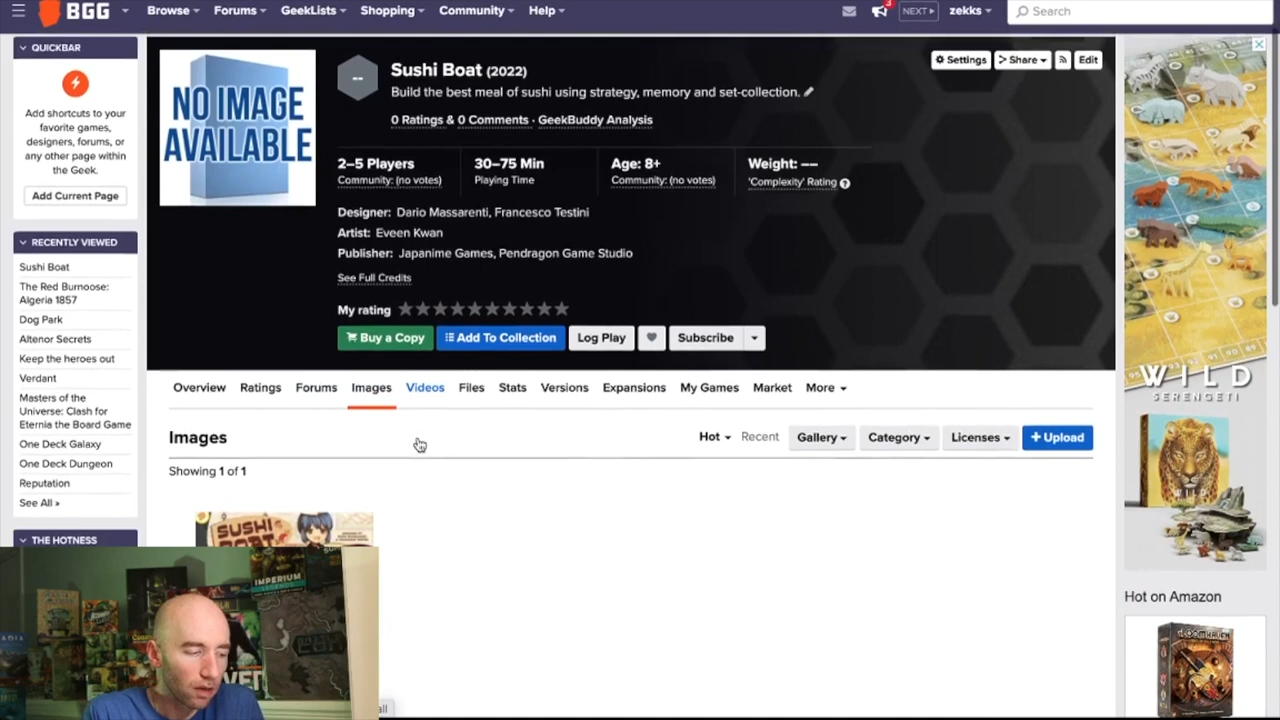 BGG
Browse
Forums
GeekLists
Shopping
Community
Help
3
NEXT
zekks
Search
QUICKBAR
Add shortcuts to your
favorite games,
designers, forums, or
any other page within
the Geek.
Add Current Page
RECENTLY VIEWED
Sushi Boat
The Red Burnoose:
Algeria 1857
Dog Park
Altenor Secrets
Keep the heroes out
Verdant
Masters of the
Universe: Clash for
Eternia the Board Game
One Deck Galaxy
One Deck Dungeon
Reputation
See All »
THE HOTNESS
NO IMAGE
AVAILABLE
--
Sushi Boat (2022)
Build the best meal of sushi using strategy, memory and set-collection.
0 Ratings & 0 Comments · GeekBuddy Analysis
Settings
Share
Edit
2–5 Players
Community: (no votes)
30–75 Min
Playing Time
Age: 8+
Community: (no votes)
Weight: ––
'Complexity' Rating
Designer: Dario Massarenti, Francesco Testini
Artist: Eveen Kwan
Publisher: Japanime Games, Pendragon Game Studio
See Full Credits
My rating
Buy a Copy
Add To Collection
Log Play
Subscribe
Overview
Ratings
Forums
Images
Videos
Files
Stats
Versions
Expansions
My Games
Market
More
Images
Hot
Recent
Gallery
Category
Licenses
+ Upload
Showing 1 of 1
SUSHI
BOAT
IMPERIUM
WILD
SERENGETI
WILD
Hot on Amazon
GLOOMHAVEN